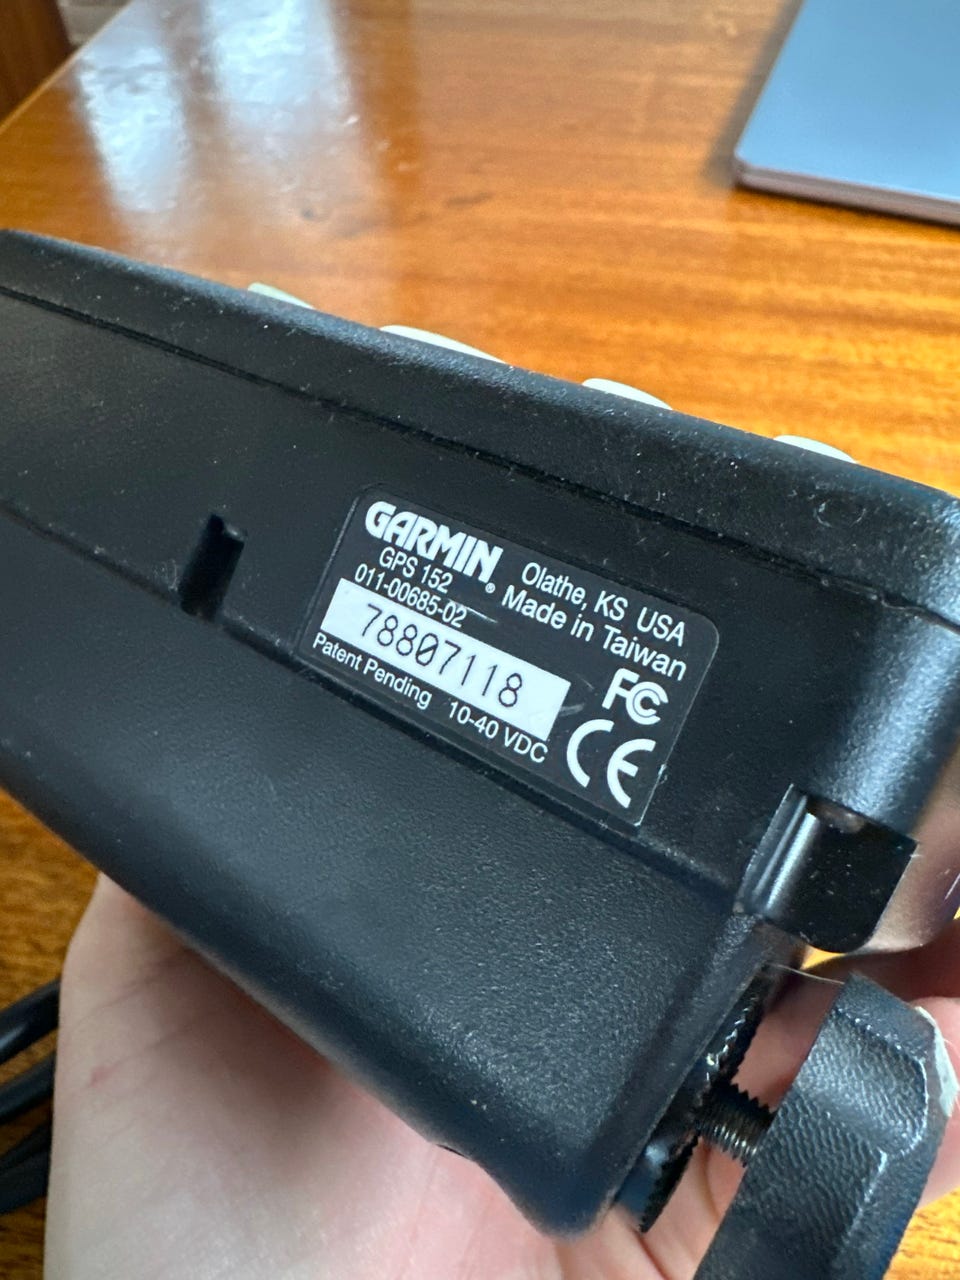 GARMIN®
GPS 152
011-00685-02
Olathe, KS USA
Made in Taiwan
78807118
FC
Patent Pending 10-40 VDC
CE